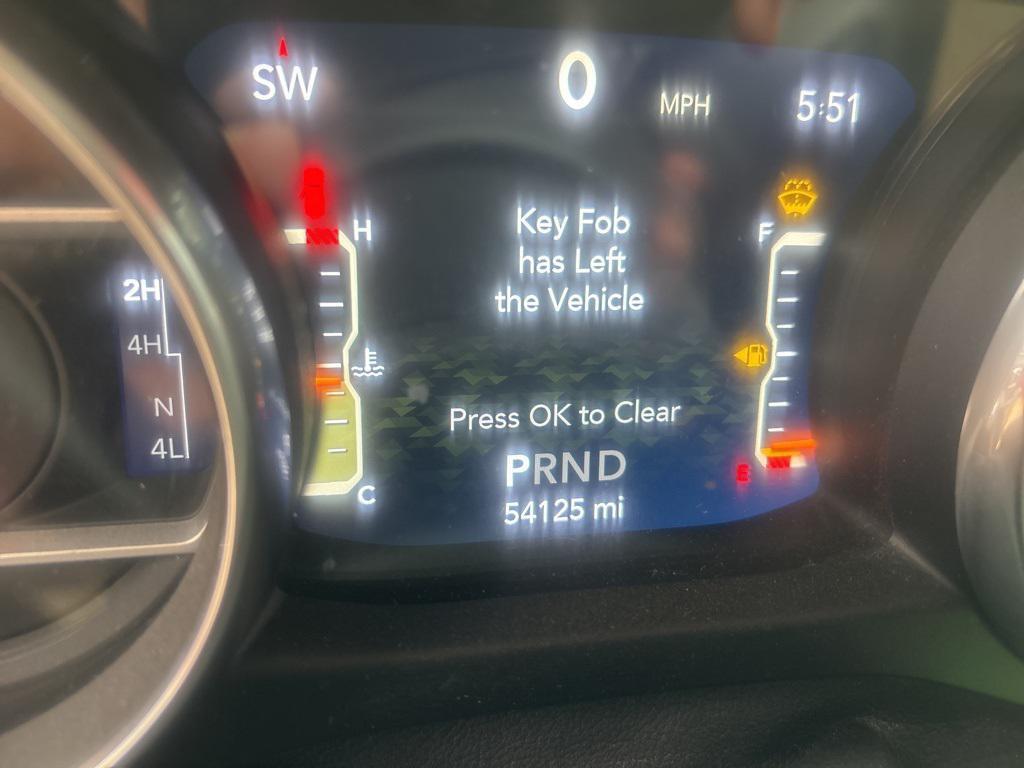 SW
0
MPH
5:51
H
F
Key Fob
has Left
the Vehicle
2H
4H
N
4L
Press OK to Clear
E
PRND
C
54125 mi